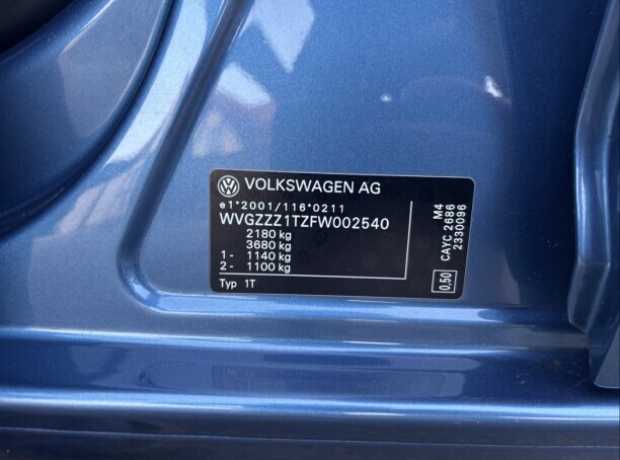 VOLKSWAGEN AG
e1*2001/116*0211
WVGZZZ1TZFW002540
2180 kg
3680 kg
1 - 1140 kg
2 - 1100 kg
Typ 1T
M4
CAYC 2686
2330096
0,50